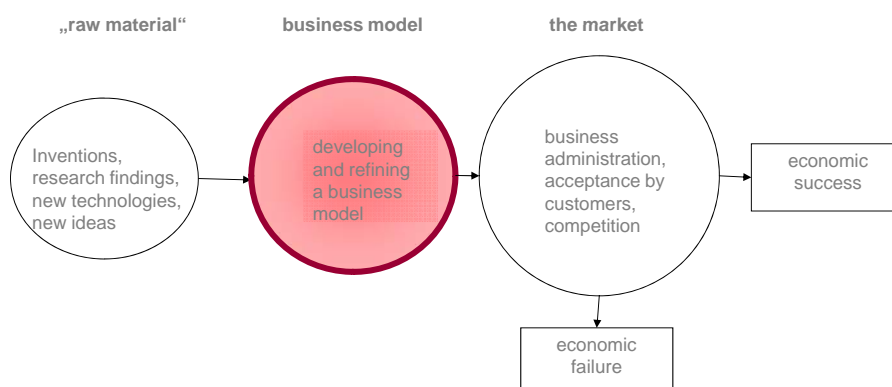 „raw material“
business model
the market
Inventions,
research findings,
new technologies,
new ideas
developing
and refining
a business
model
business
administration,
acceptance by
customers,
competition
economic
success
economic
failure